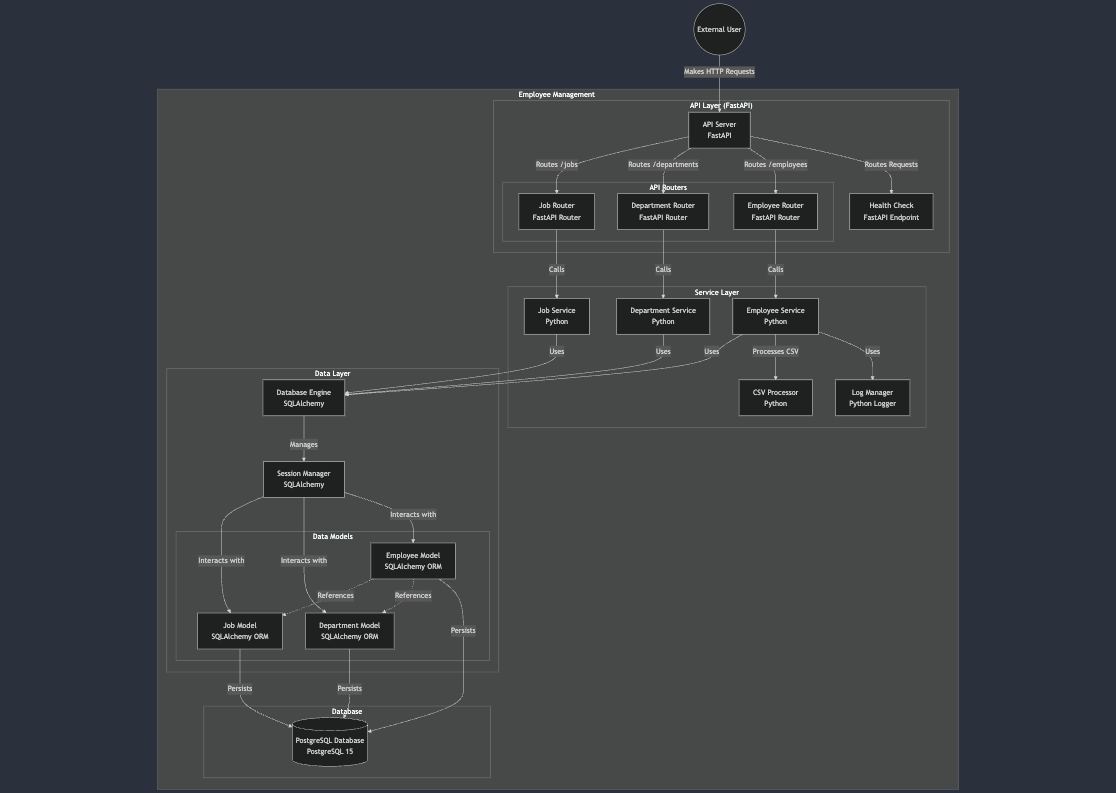 External User
Makes HTTP Requests
Employee Management
API Layer (FastAPI)
API Server
FastAPI
Routes /jobs
Routes /departments
Routes /employees
Routes Requests
API Routers
Job Router
FastAPI Router
Department Router
FastAPI Router
Employee Router
FastAPI Router
Health Check
FastAPI Endpoint
Calls
Calls
Calls
Service Layer
Job Service
Python
Department Service
Python
Employee Service
Python
Uses
Uses
Uses
Processes CSV
Uses
Data Layer
Database Engine
SQLAlchemy
CSV Processor
Python
Log Manager
Python Logger
Manages
Session Manager
SQLAlchemy
Interacts with
Data Models
Employee Model
SQLAlchemy ORM
Interacts with
Interacts with
References
References
Job Model
SQLAlchemy ORM
Department Model
SQLAlchemy ORM
Persists
Persists
Persists
Database
PostgreSQL Database
PostgreSQL 15